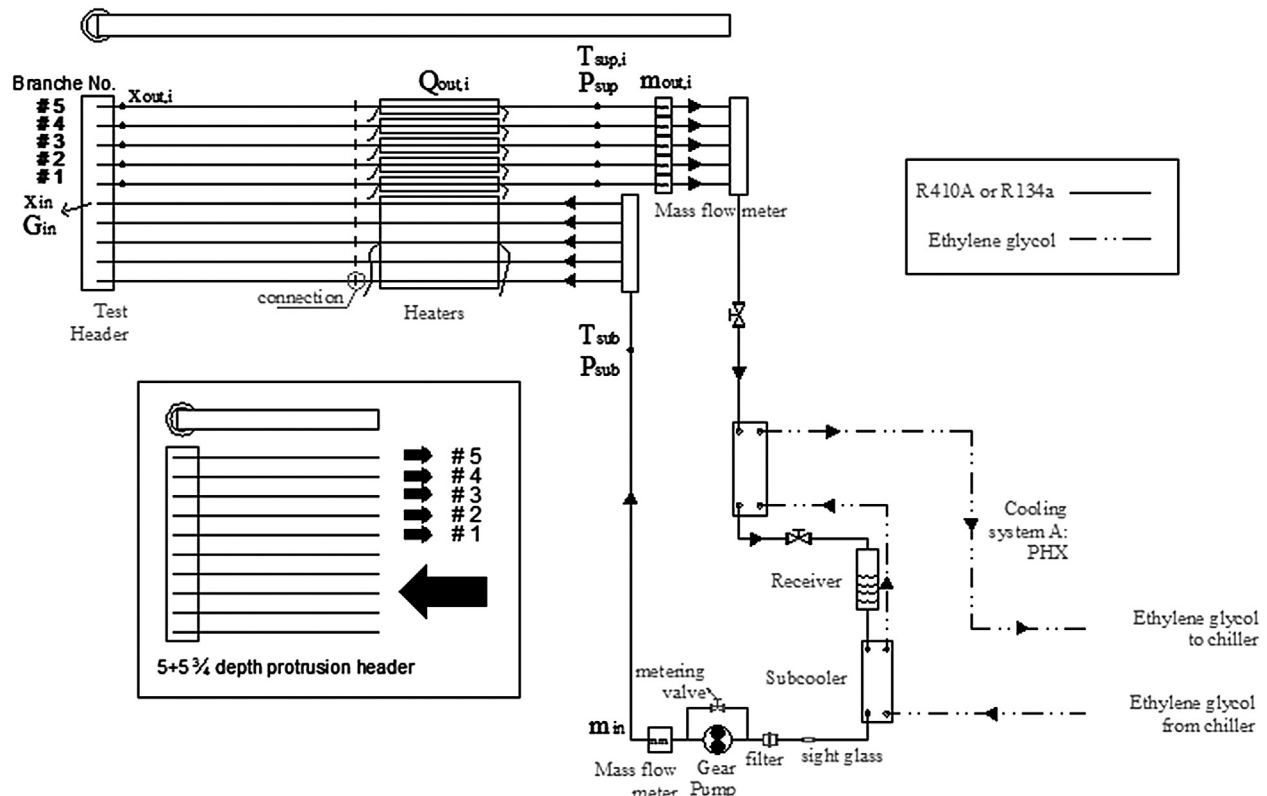 Tsup,i
Psup
mout,i
Qout,i
Branche No.
xout,i
#5
#4
#3
#2
#1
xin
Gin
Mass flow meter
R410A or R134a
Ethylene glycol
connection
Test
Header
Heaters
Tsub
Psub
#5
#4
#3
#2
#1
5+5 ¾ depth protrusion header
Cooling
system A:
PHX
Receiver
Ethylene glycol
to chiller
Subcooler
metering
valve
Ethylene glycol
from chiller
min
Mass flow
meter
Gear
Pump
filter
sight glass